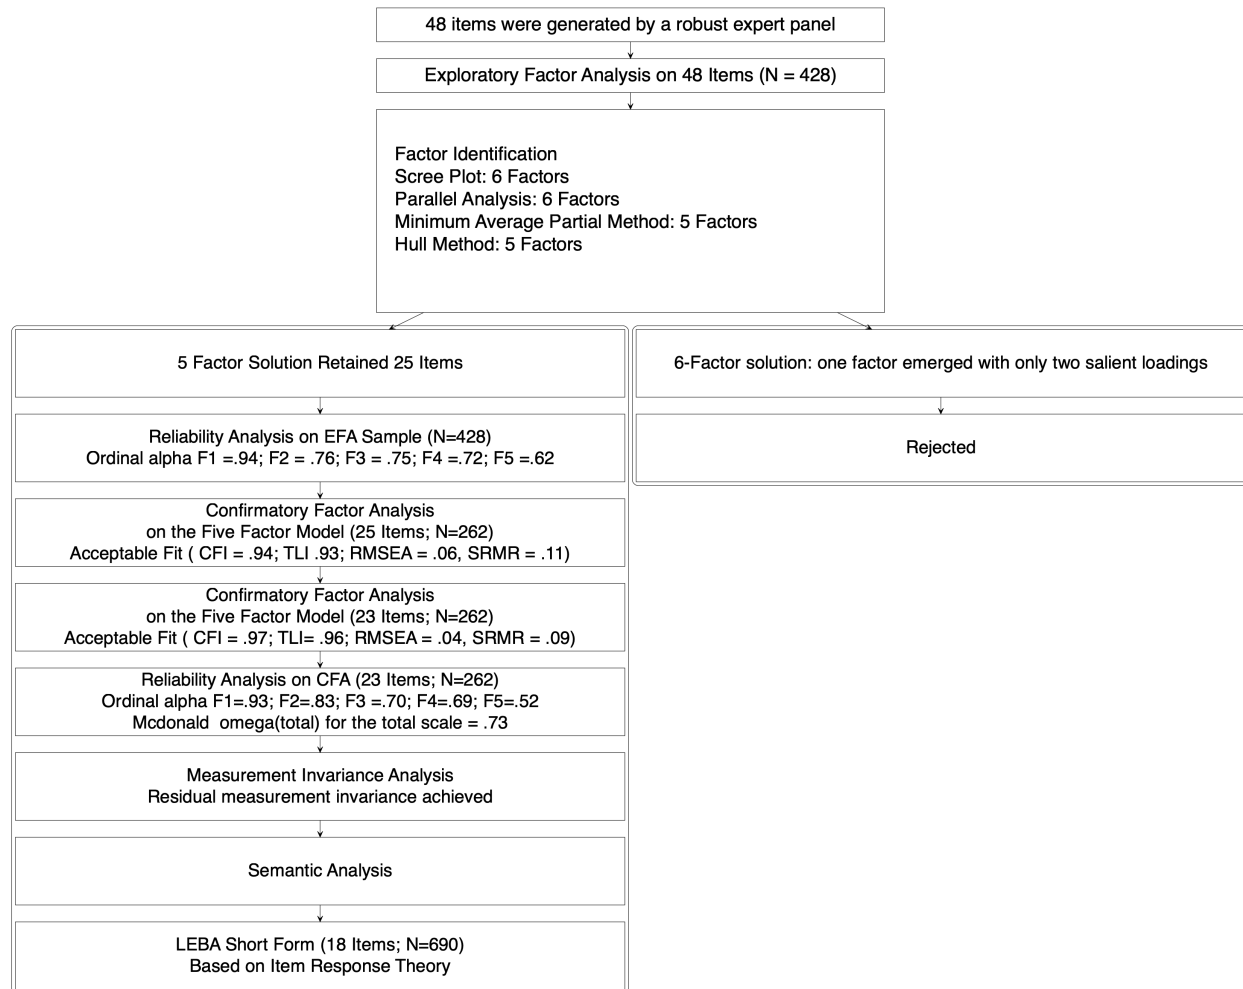 48 items were generated by a robust expert panel
Exploratory Factor Analysis on 48 Items (N = 428)
Factor Identification
Scree Plot: 6 Factors
Parallel Analysis: 6 Factors
Minimum Average Partial Method: 5 Factors
Hull Method: 5 Factors
5 Factor Solution Retained 25 Items
6-Factor solution: one factor emerged with only two salient loadings
Reliability Analysis on EFA Sample (N=428)
Ordinal alpha F1 =.94; F2 = .76; F3 = .75; F4 =.72; F5 =.62
Rejected
Confirmatory Factor Analysis
on the Five Factor Model (25 Items; N=262)
Acceptable Fit ( CFI = .94; TLI .93; RMSEA = .06, SRMR = .11)
Confirmatory Factor Analysis
on the Five Factor Model (23 Items; N=262)
Acceptable Fit ( CFI = .97; TLI= .96; RMSEA = .04, SRMR = .09)
Reliability Analysis on CFA (23 Items; N=262)
Ordinal alpha F1=.93; F2=.83; F3 =.70; F4=.69; F5=.52
Mcdonald omega(total) for the total scale = .73
Measurement Invariance Analysis
Residual measurement invariance achieved
Semantic Analysis
LEBA Short Form (18 Items; N=690)
Based on Item Response Theory